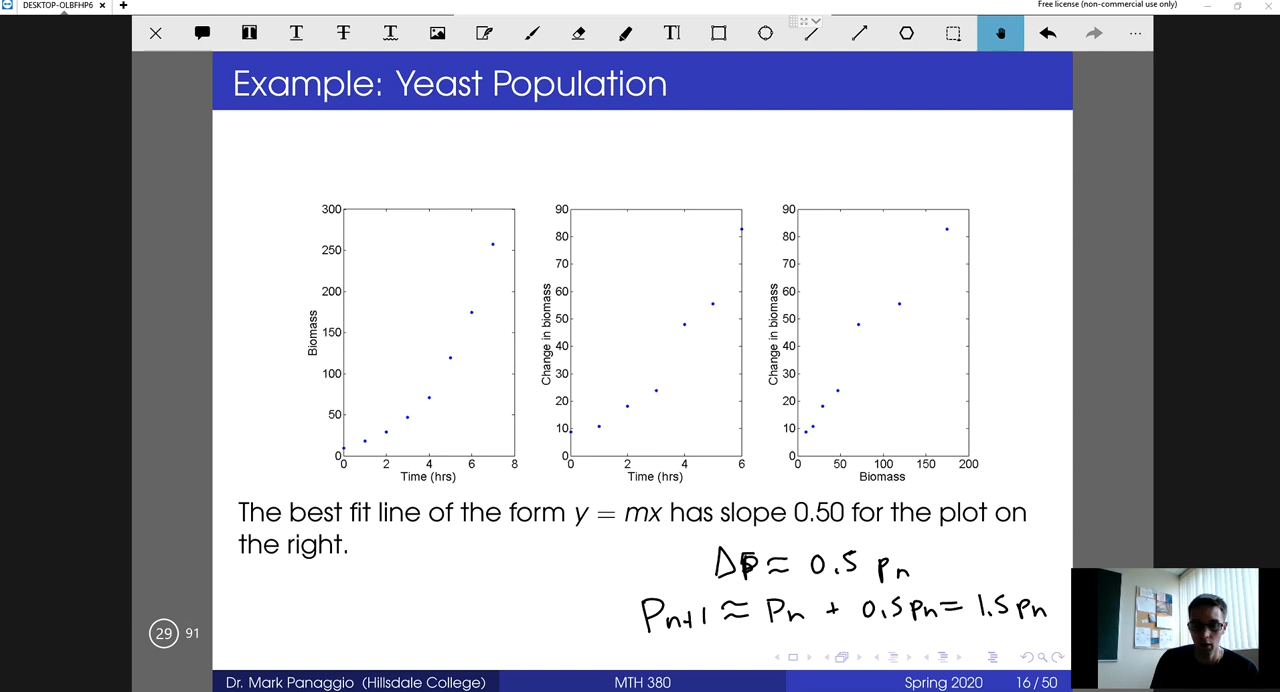 DESKTOP-OLBFHP6
Free license (non-commercial use only)
Example: Yeast Population
300
250
200
150
100
50
0
0 2 4 6 8
Biomass
Time (hrs)
90
80
70
60
50
40
30
20
10
0
0 2 4 6
Change in biomass
Time (hrs)
90
80
70
60
50
40
30
20
10
0
0 50 100 150 200
Change in biomass
Biomass
The best fit line of the form y = mx has slope 0.50 for the plot on
the right.
Δp ≈ 0.5 pₙ
Pₙ₊₁ ≈ Pₙ + 0.5pₙ = 1.5pₙ
29 91
Dr. Mark Panaggio (Hillsdale College) MTH 380 Spring 2020 16 / 50